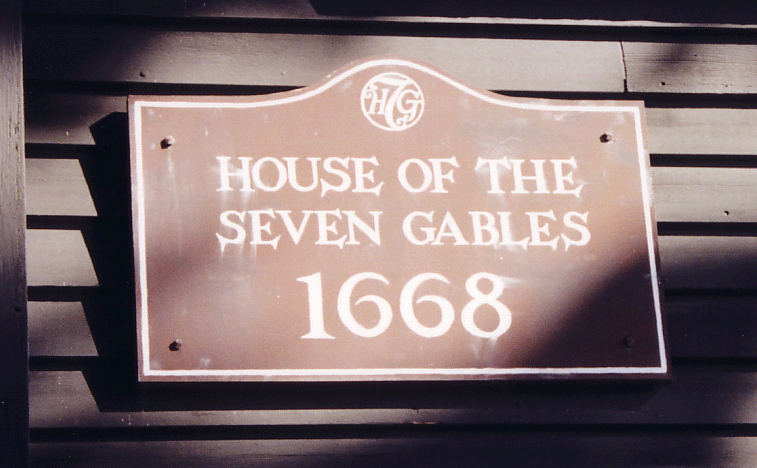 H7G
HOUSE OF THE
SEVEN GABLES
1668